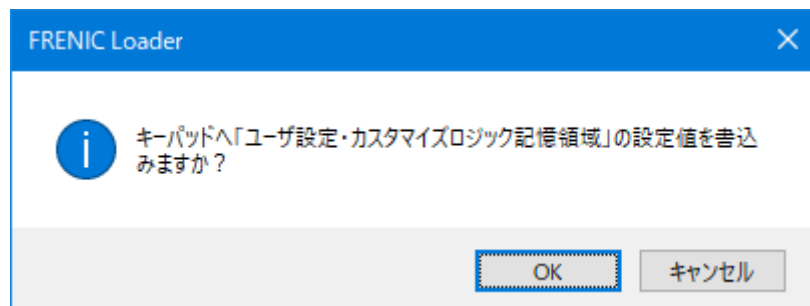 FRENIC Loader
キーパッドへ「ユーザ設定・カスタマイズロジック記憶領域」の設定値を書込
みますか？
OK
キャンセル